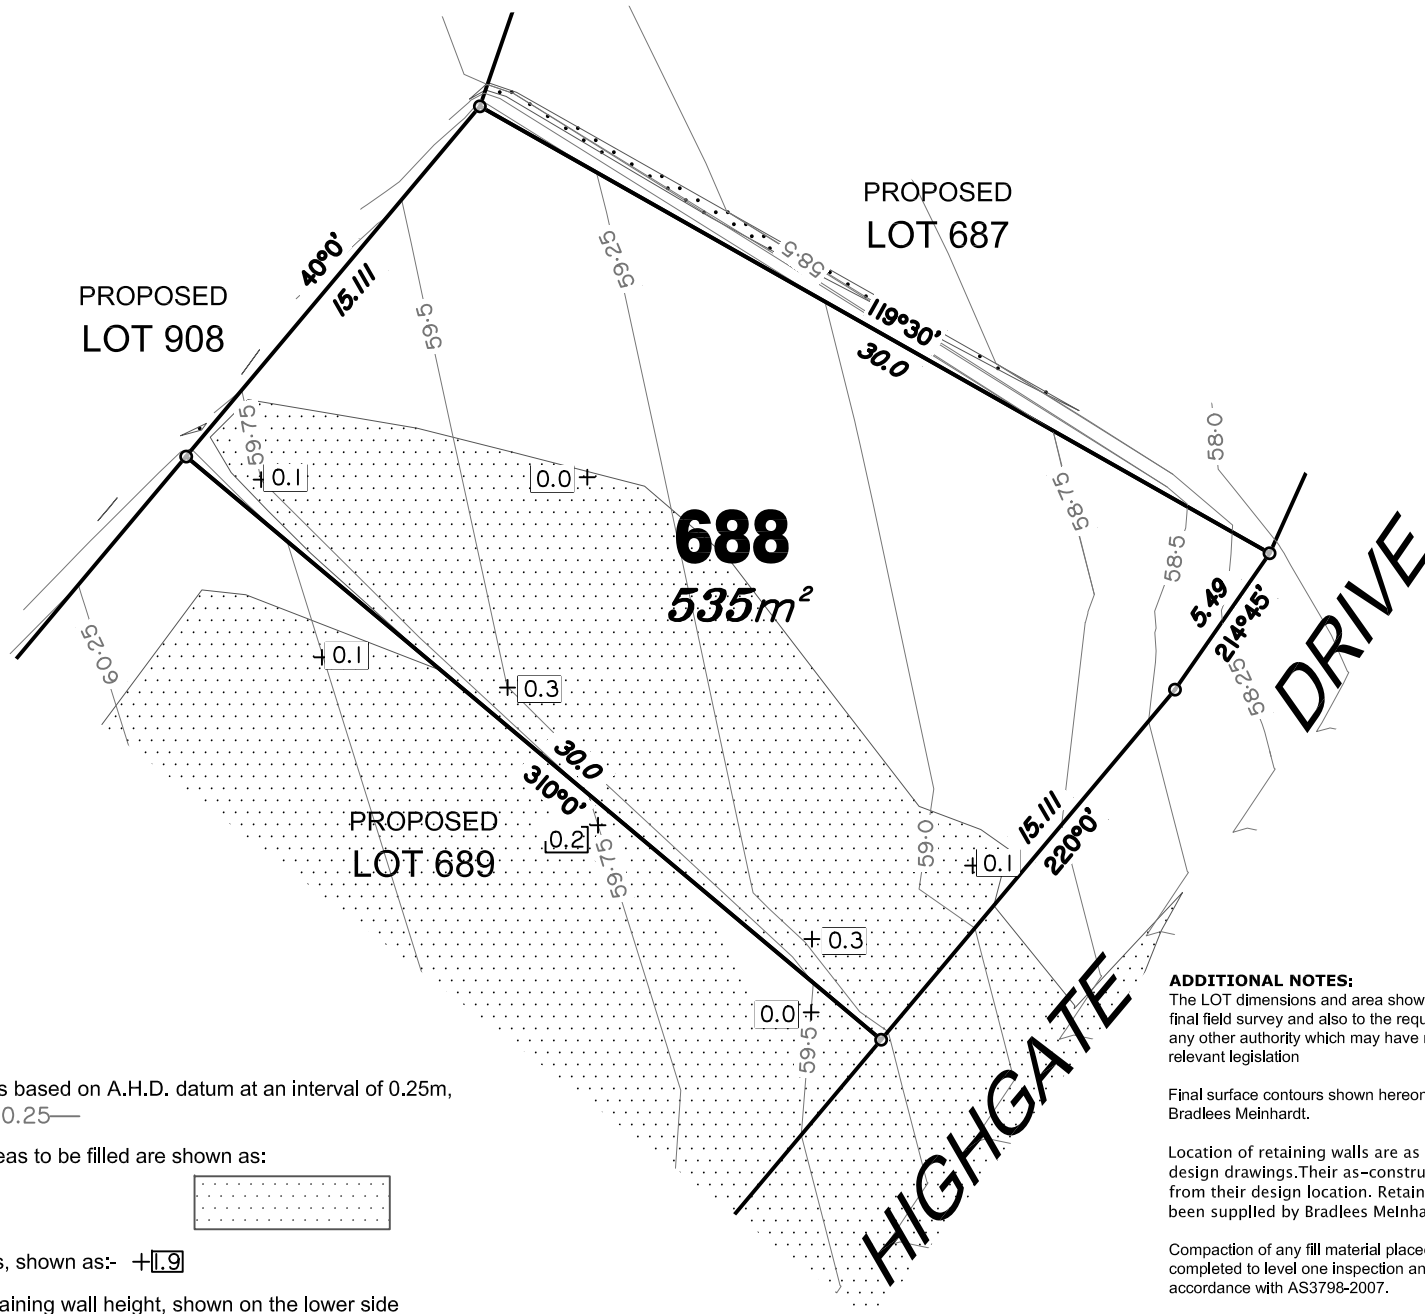 PROPOSED
LOT 687
PROPOSED
LOT 908
40°0'
15.111
119°30'
30.0
58·5
59·25
59·5
59·75
58·0
58·75
58·5
0.1
0.0
688
535m²
5.49
214°45'
58·25
DRIVE
60·25
0.1
0.3
30.0
310°0'
PROPOSED
LOT 689
0.2
59·75
59·0
15.111
220°0'
0.1
0.3
0.0
59·5
HIGHGATE
s based on A.H.D. datum at an interval of 0.25m,
0.25
eas to be filled are shown as:
s, shown as:- +1.9
aining wall height, shown on the lower side
ADDITIONAL NOTES:
The LOT dimensions and area show
final field survey and also to the requ
any other authority which may have
relevant legislation
Final surface contours shown hereon
Bradlees Meinhardt.
Location of retaining walls are as
design drawings.Their as-constru
from their design location. Retain
been supplied by Bradlees Meinha
Compaction of any fill material place
completed to level one inspection an
accordance with AS3798-2007.